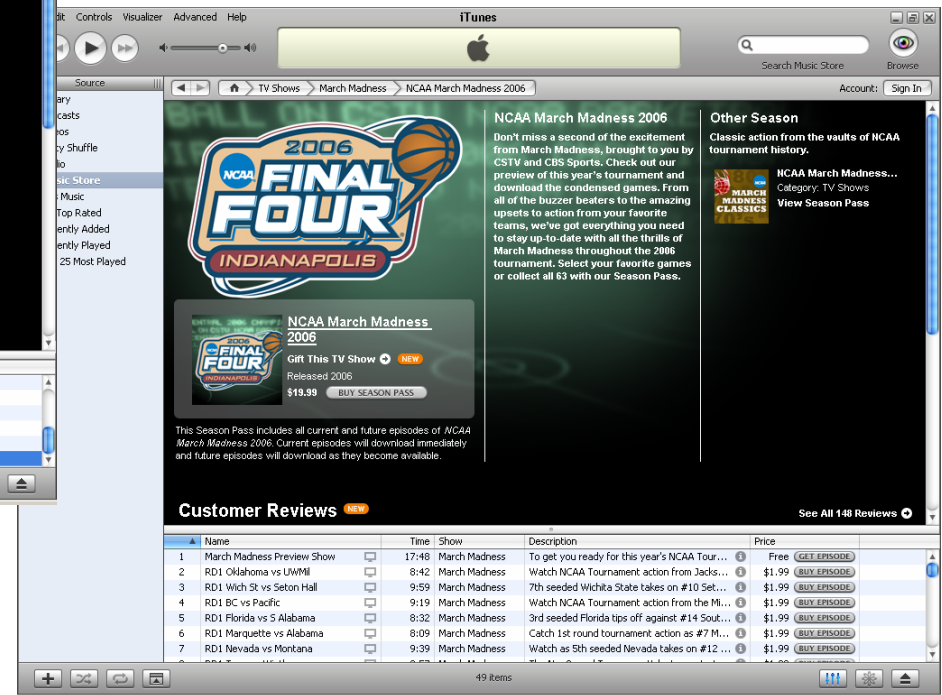 dit Controls Visualizer Advanced Help
iTunes
Search Music Store
Browse
Source
TV Shows
March Madness
NCAA March Madness 2006
Account:
Sign In
ary
casts
eos
ty Shuffle
dio
sic Store
s Music
Top Rated
ently Added
ently Played
25 Most Played
2006
NCAA
FINAL
FOUR
INDIANAPOLIS
NCAA March Madness 2006
Don't miss a second of the excitement
from March Madness, brought to you by
CSTV and CBS Sports. Check out our
preview of this year's tournament and
download the condensed games. From
all of the buzzer beaters to the amazing
upsets to action from your favorite
teams, we've got everything you need
to stay up-to-date with all the thrills of
March Madness throughout the 2006
tournament. Select your favorite games
or collect all 63 with our Season Pass.
Other Season
Classic action from the vaults of NCAA
tournament history.
MARCH
MADNESS
CLASSICS
NCAA March Madness...
Category: TV Shows
View Season Pass
FINAL
FOUR
INDIANAPOLIS
NCAA March Madness
2006
Gift This TV Show NEW
Released 2006
$19.99 BUY SEASON PASS
This Season Pass includes all current and future episodes of NCAA
March Madness 2006. Current episodes will download immediately
and future episodes will download as they become available.
Customer Reviews NEW
See All 148 Reviews
Name Time Show Description Price
1 March Madness Preview Show 17:48 March Madness To get you ready for this year's NCAA Tour... Free GET EPISODE
2 RD1 Oklahoma vs UWMil 8:42 March Madness Watch NCAA Tournament action from Jacks... $1.99 BUY EPISODE
3 RD1 Wich St vs Seton Hall 9:59 March Madness 7th seeded Wichita State takes on #10 Set... $1.99 BUY EPISODE
4 RD1 BC vs Pacific 9:19 March Madness Watch NCAA Tournament action from the Mi... $1.99 BUY EPISODE
5 RD1 Florida vs S Alabama 8:32 March Madness 3rd seeded Florida tips off against #14 Sout... $1.99 BUY EPISODE
6 RD1 Marquette vs Alabama 8:09 March Madness Catch 1st round tournament action as #7 M... $1.99 BUY EPISODE
7 RD1 Nevada vs Montana 9:39 March Madness Watch as 5th seeded Nevada takes on #12 ... $1.99 BUY EPISODE
49 items